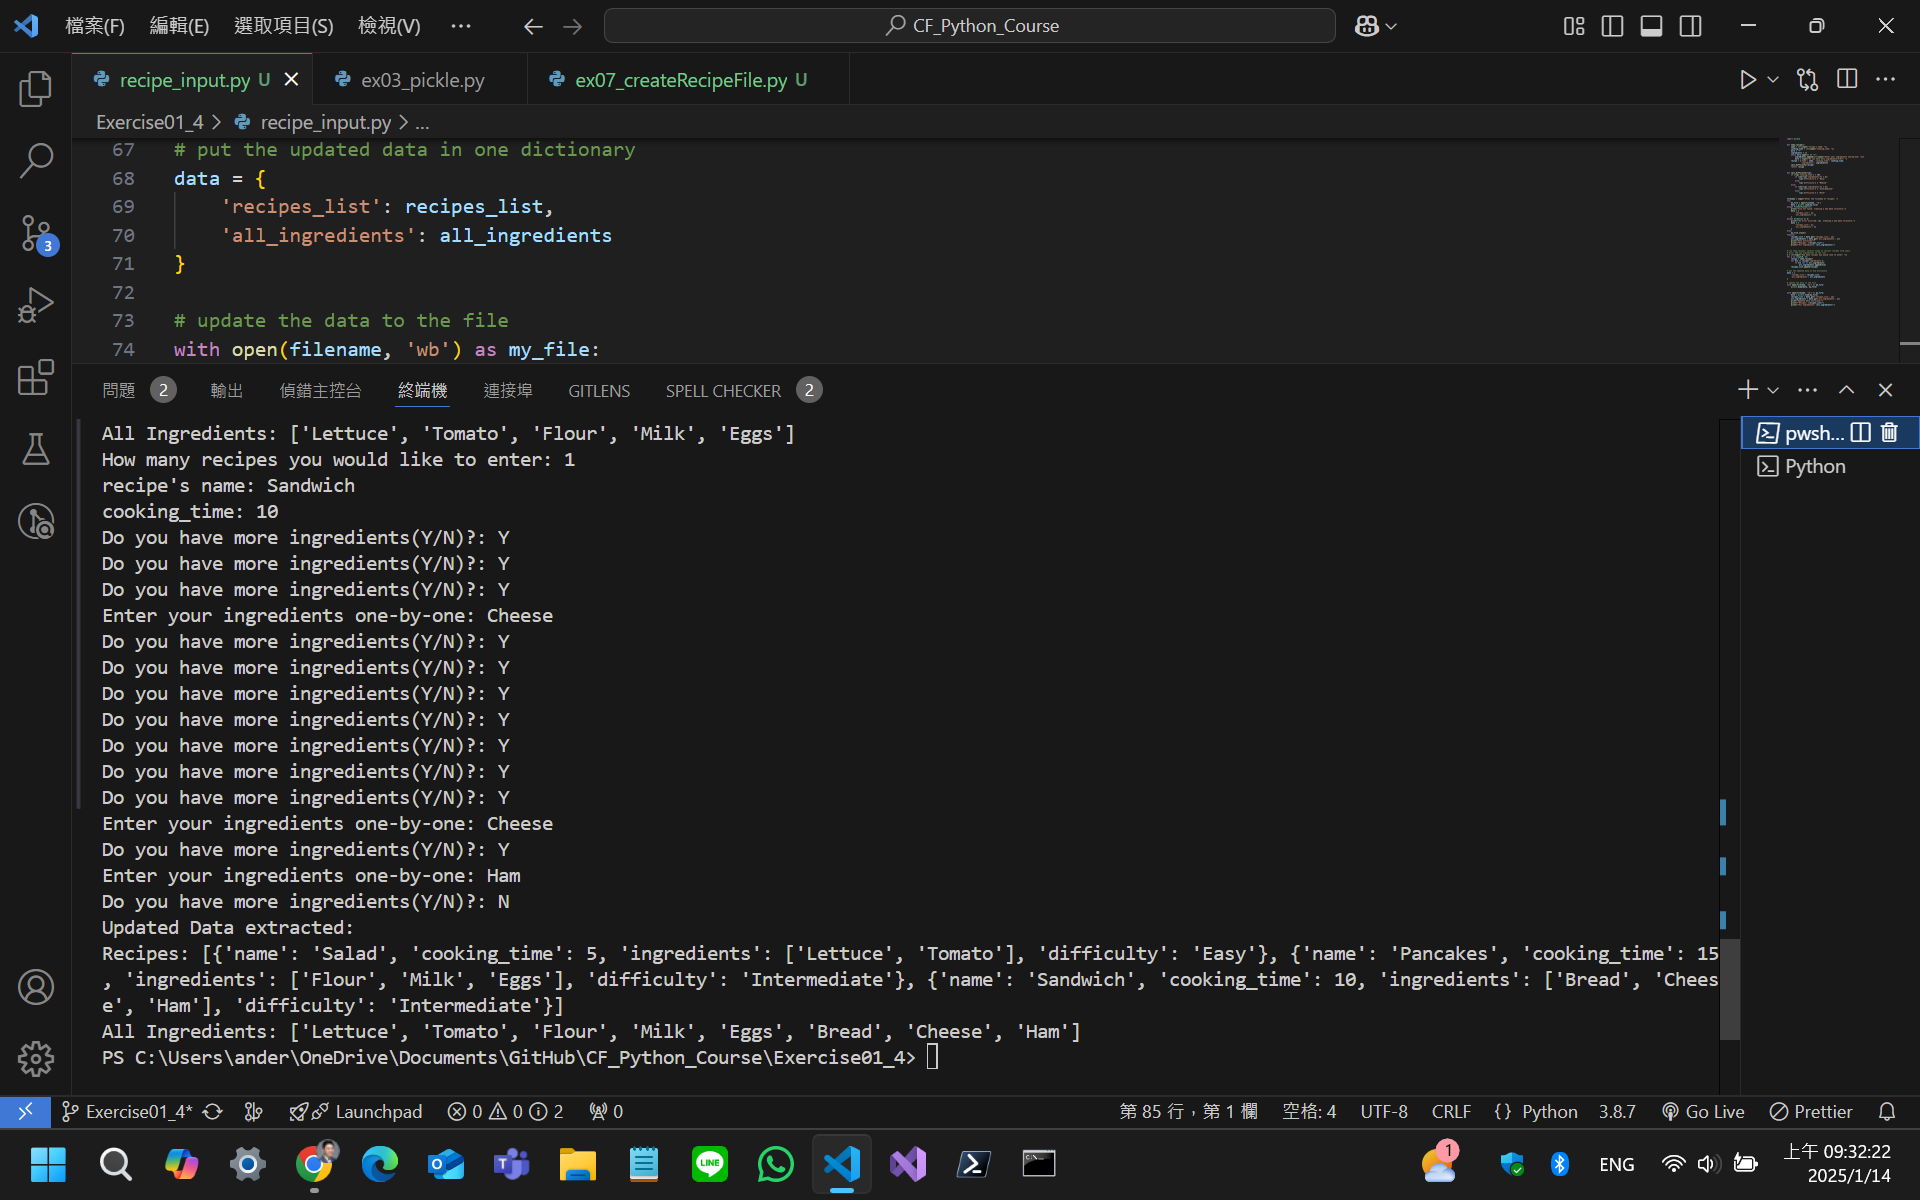 檔案(F) 編輯(E) 選取項目(S) 檢視(V) ··· CF_Python_Course
recipe_input.py U ex03_pickle.py ex07_createRecipeFile.py U
Exercise01_4 > recipe_input.py > ...
67 # put the updated data in one dictionary
68 data = {
69 'recipes_list': recipes_list,
70 'all_ingredients': all_ingredients
71 }
72
73 # update the data to the file
74 with open(filename, 'wb') as my_file:
問題 2 輸出 偵錯主控台 終端機 連接埠 GITLENS SPELL CHECKER 2
All Ingredients: ['Lettuce', 'Tomato', 'Flour', 'Milk', 'Eggs']
How many recipes you would like to enter: 1
recipe's name: Sandwich
cooking_time: 10
Do you have more ingredients(Y/N)?: Y
Do you have more ingredients(Y/N)?: Y
Do you have more ingredients(Y/N)?: Y
Enter your ingredients one-by-one: Cheese
Do you have more ingredients(Y/N)?: Y
Do you have more ingredients(Y/N)?: Y
Do you have more ingredients(Y/N)?: Y
Do you have more ingredients(Y/N)?: Y
Do you have more ingredients(Y/N)?: Y
Do you have more ingredients(Y/N)?: Y
Do you have more ingredients(Y/N)?: Y
Enter your ingredients one-by-one: Cheese
Do you have more ingredients(Y/N)?: Y
Enter your ingredients one-by-one: Ham
Do you have more ingredients(Y/N)?: N
Updated Data extracted:
Recipes: [{'name': 'Salad', 'cooking_time': 5, 'ingredients': ['Lettuce', 'Tomato'], 'difficulty': 'Easy'}, {'name': 'Pancakes', 'cooking_time': 15
, 'ingredients': ['Flour', 'Milk', 'Eggs'], 'difficulty': 'Intermediate'}, {'name': 'Sandwich', 'cooking_time': 10, 'ingredients': ['Bread', 'Chees
e', 'Ham'], 'difficulty': 'Intermediate'}]
All Ingredients: ['Lettuce', 'Tomato', 'Flour', 'Milk', 'Eggs', 'Bread', 'Cheese', 'Ham']
PS C:\Users\ander\OneDrive\Documents\GitHub\CF_Python_Course\Exercise01_4>
pwsh...
Python
3
Exercise01_4* Launchpad 0 0 2 0 第 85 行，第 1 欄 空格: 4 UTF-8 CRLF {} Python 3.8.7 Go Live Prettier
LINE 1 ENG 上午 09:32:22
2025/1/14